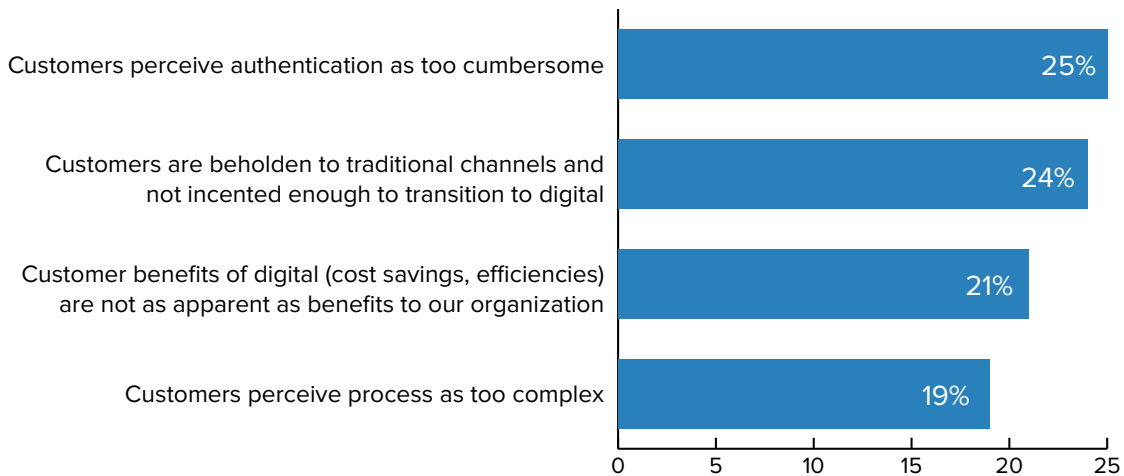 Customers perceive authentication as too cumbersome
25%
Customers are beholden to traditional channels and
not incented enough to transition to digital
24%
Customer benefits of digital (cost savings, efficiencies)
are not as apparent as benefits to our organization
21%
Customers perceive process as too complex
19%
0 5 10 15 20 25